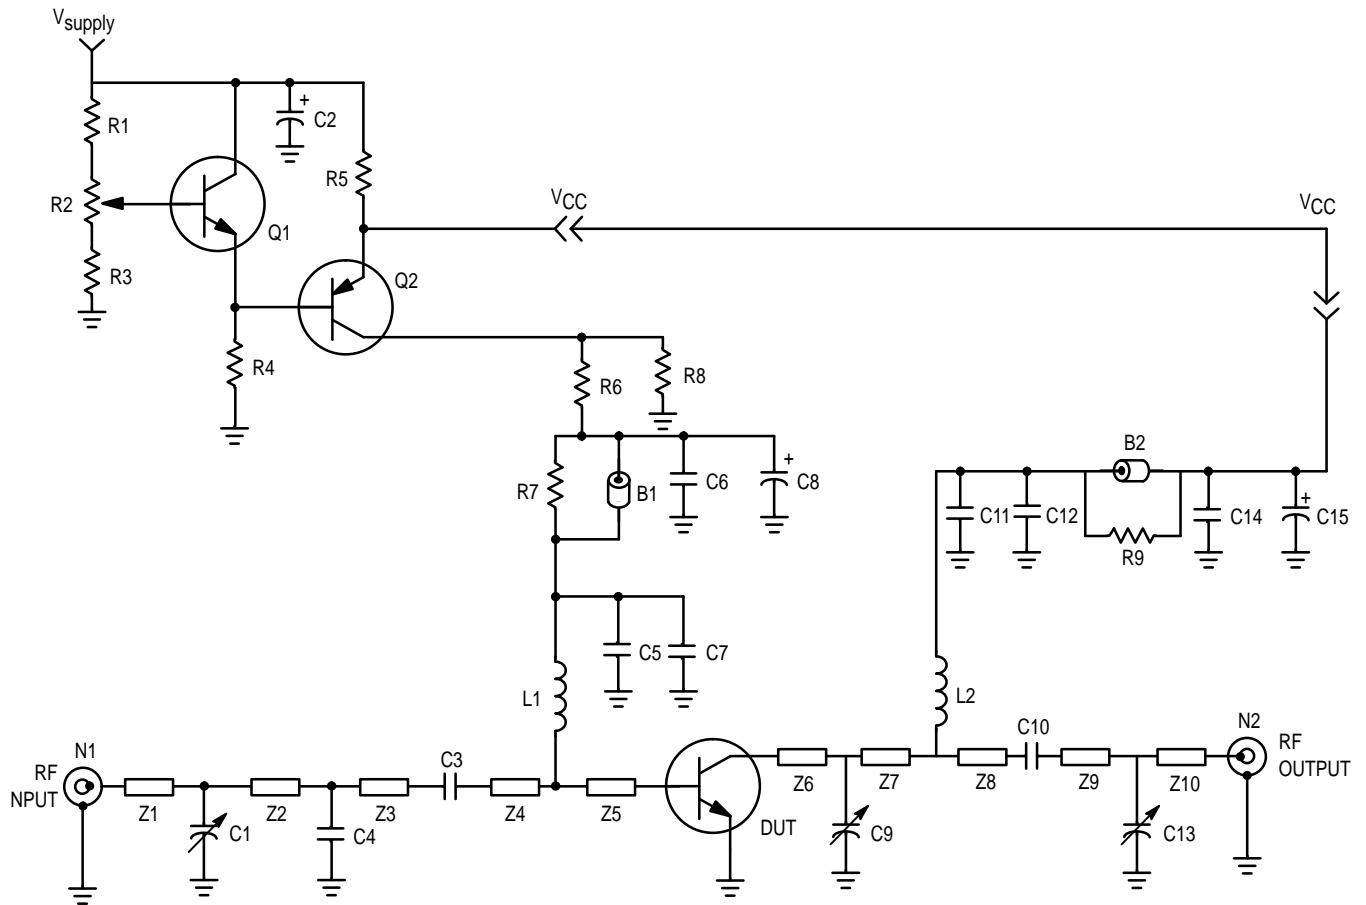 Vsupply
R1
+
C2
R5
R2
Q1
VCC
VCC
R3
Q2
R4
R6
R8
R7
B1
C6
+
C8
B2
C11
C12
R9
C14
+
C15
C5
C7
L1
L2
N1
RF
NPUT
Z1
C1
Z2
C4
Z3
C3
Z4
Z5
DUT
Z6
C9
Z7
Z8
C10
Z9
C13
Z10
N2
RF
OUTPUT